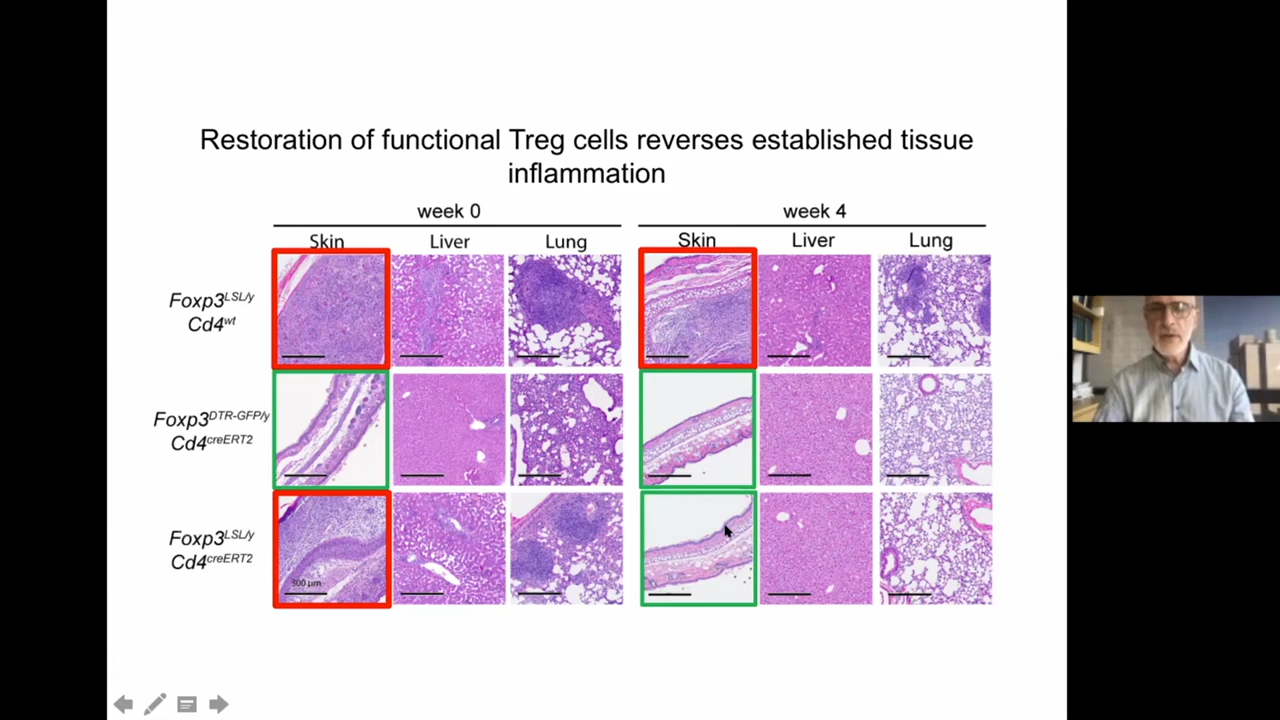 Restoration of functional Treg cells reverses established tissue
inflammation
week 0
week 4
Skin
Liver
Lung
Skin
Liver
Lung
Foxp3LSL/y
Cd4wt
Foxp3DTR-GFP/y
Cd4creERT2
Foxp3LSL/y
Cd4creERT2
300 µm